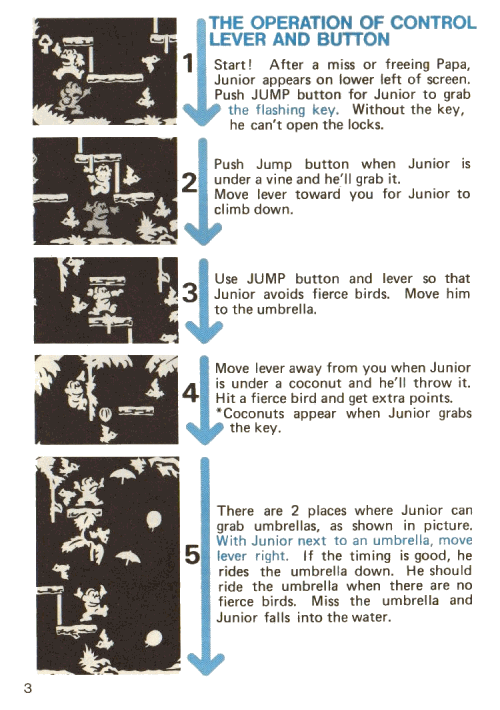 THE OPERATION OF CONTROL
LEVER AND BUTTON
1
Start! After a miss or freeing Papa,
Junior appears on lower left of screen.
Push JUMP button for Junior to grab
the flashing key. Without the key,
he can't open the locks.
2
Push Jump button when Junior is
under a vine and he'll grab it.
Move lever toward you for Junior to
climb down.
3
Use JUMP button and lever so that
Junior avoids fierce birds. Move him
to the umbrella.
4
Move lever away from you when Junior
is under a coconut and he'll throw it.
Hit a fierce bird and get extra points.
*Coconuts appear when Junior grabs
the key.
5
There are 2 places where Junior can
grab umbrellas, as shown in picture.
With Junior next to an umbrella, move
lever right. If the timing is good, he
rides the umbrella down. He should
ride the umbrella when there are no
fierce birds. Miss the umbrella and
Junior falls into the water.
3